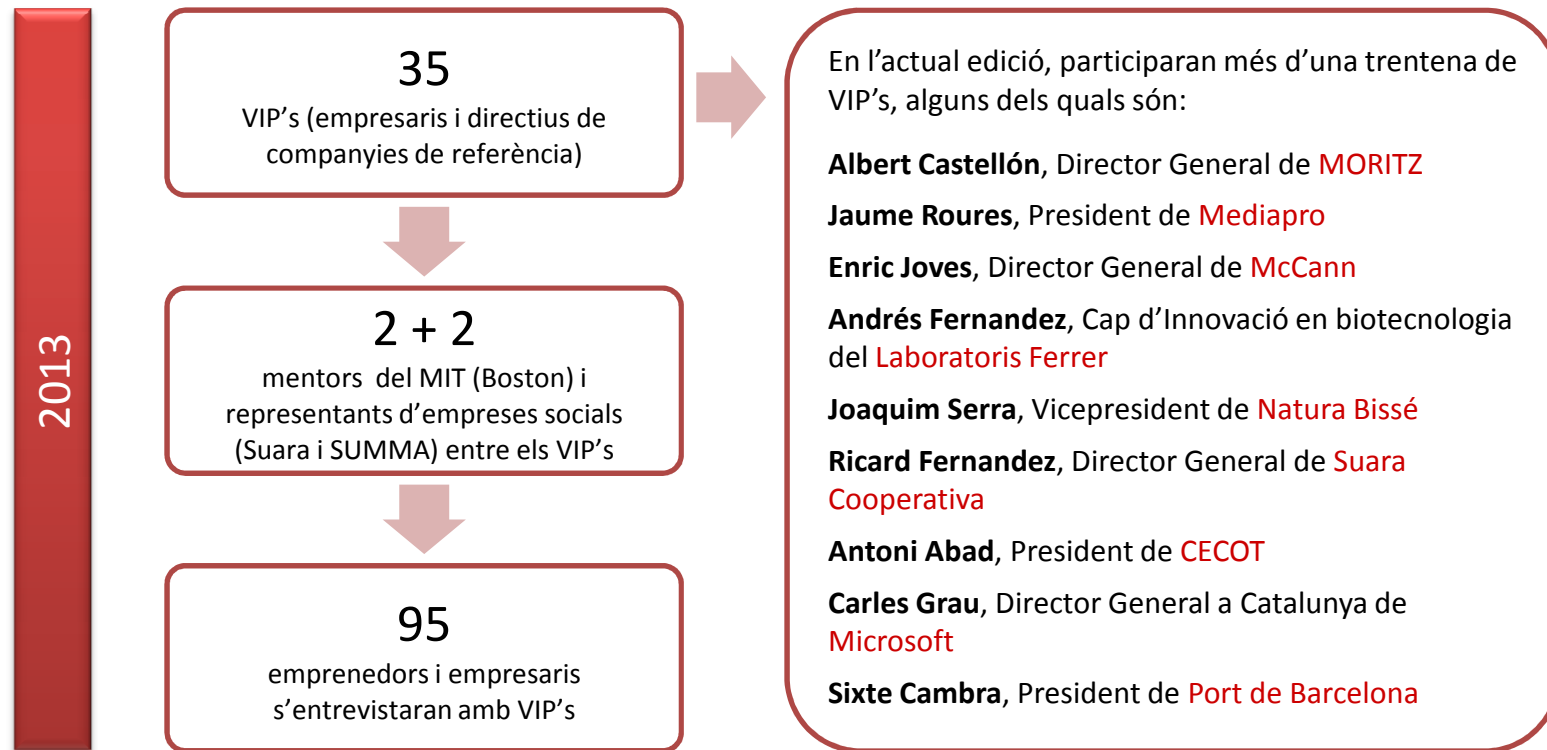 2013
35
VIP’s (empresaris i directius de
companyies de referència)
2 + 2
mentors  del MIT (Boston) i
representants d’empreses socials
(Suara i SUMMA) entre els VIP’s
95
emprenedors i empresaris
s’entrevistaran amb VIP’s
En l’actual edició, participaran més d’una trentena de
VIP’s, alguns dels quals són:
Albert Castellón, Director General de MORITZ
Jaume Roures, President de Mediapro
Enric Joves, Director General de McCann
Andrés Fernandez, Cap d’Innovació en biotecnologia
del Laboratoris Ferrer
Joaquim Serra, Vicepresident de Natura Bissé
Ricard Fernandez, Director General de Suara
Cooperativa
Antoni Abad, President de CECOT
Carles Grau, Director General a Catalunya de
Microsoft
Sixte Cambra, President de Port de Barcelona